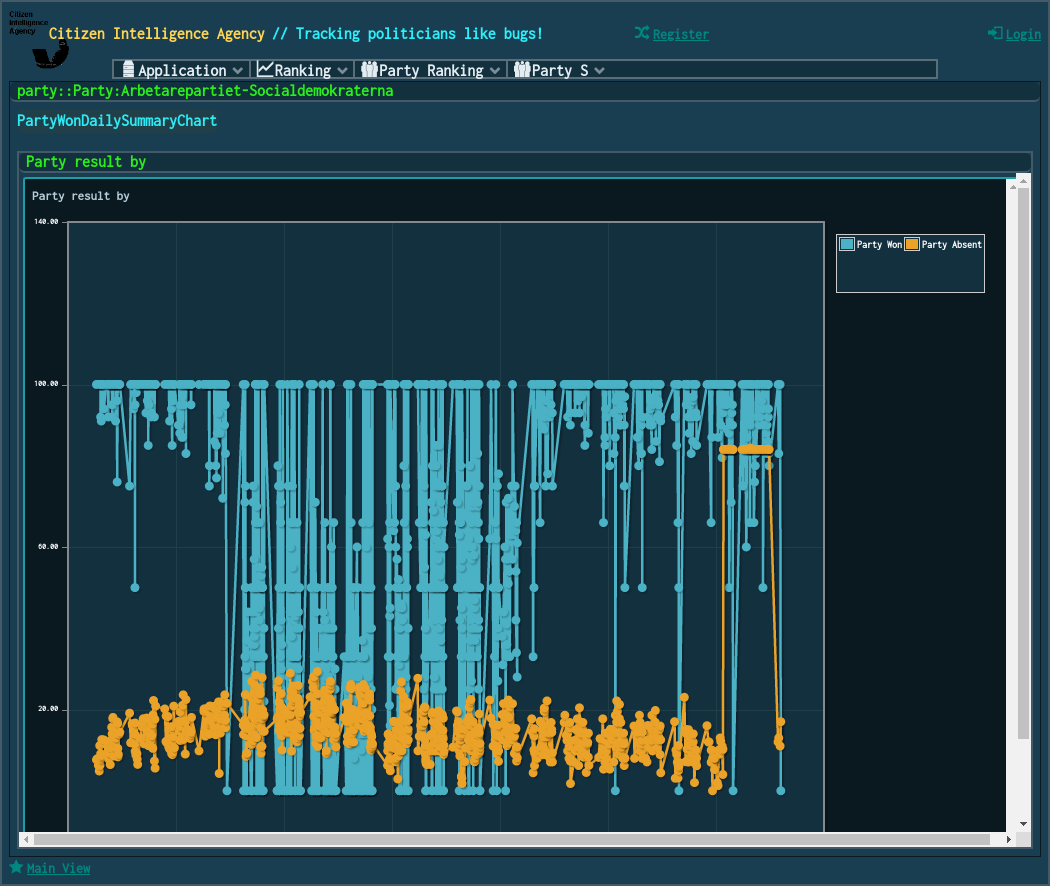 Citizen
Intelligence
Agency
Citizen Intelligence Agency // Tracking politicians like bugs!
Register
Login
Application
Ranking
Party Ranking
Party S
party::Party:Arbetarepartiet-Socialdemokraterna
PartyWonDailySummaryChart
Party result by
Party result by
140.00
100.00
60.00
20.00
Party Won
Party Absent
Main View